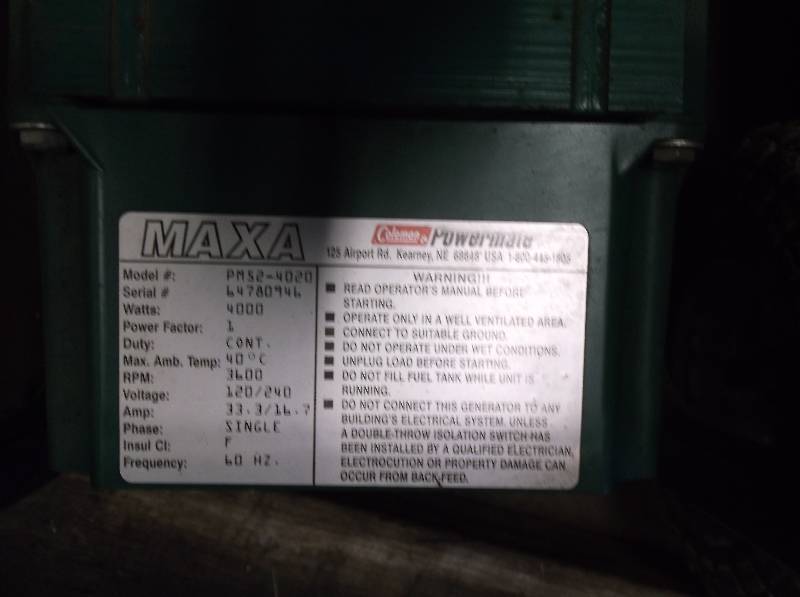 MAXA
Coleman Powermate
125 Airport Rd. Kearney, NE 68848 USA 1-800-445-1805
Model #: PM52-4020
Serial # 64780946
Watts: 4000
Power Factor: 1
Duty: CONT.
Max. Amb. Temp: 40°C
RPM: 3600
Voltage: 120/240
Amp: 33.3/16.7
Phase: SINGLE
Insul Cl: F
Frequency: 60 HZ.
WARNING!!!
READ OPERATOR'S MANUAL BEFORE
STARTING.
OPERATE ONLY IN A WELL VENTILATED AREA.
CONNECT TO SUITABLE GROUND.
DO NOT OPERATE UNDER WET CONDITIONS.
UNPLUG LOAD BEFORE STARTING.
DO NOT FILL FUEL TANK WHILE UNIT IS
RUNNING.
DO NOT CONNECT THIS GENERATOR TO ANY
BUILDING'S ELECTRICAL SYSTEM, UNLESS
A DOUBLE-THROW ISOLATION SWITCH HAS
BEEN INSTALLED BY A QUALIFIED ELECTRICIAN,
ELECTROCUTION OR PROPERTY DAMAGE CAN
OCCUR FROM BACK-FEED.